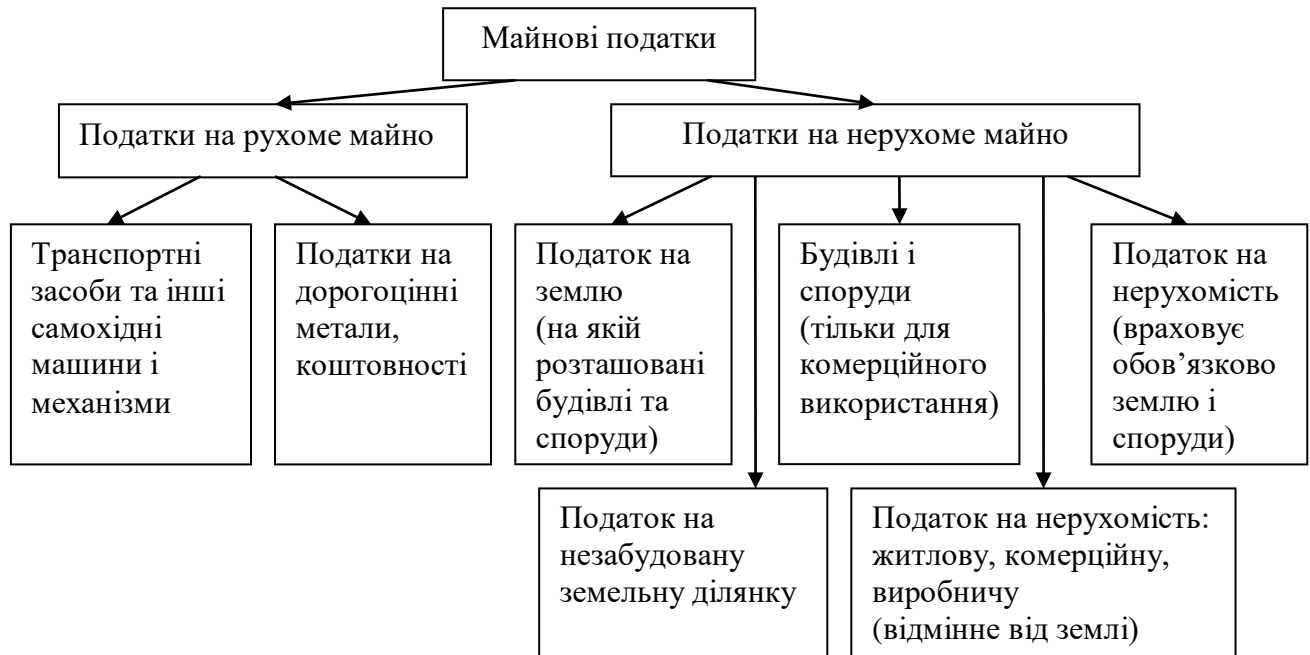 Майнові податки
Податки на рухоме майно
Податки на нерухоме майно
Транспортні
засоби та інші
самохідні
машини і
механізми
Податки на
дорогоцінні
метали,
коштовності
Податок на
землю
(на якій
розташовані
будівлі та
споруди)
Будівлі і
споруди
(тільки для
комерційного
використання)
Податок на
нерухомість
(враховує
обов’язково
землю і
споруди)
Податок на
незабудовану
земельну ділянку
Податок на нерухомість:
житлову, комерційну,
виробничу
(відмінне від землі)